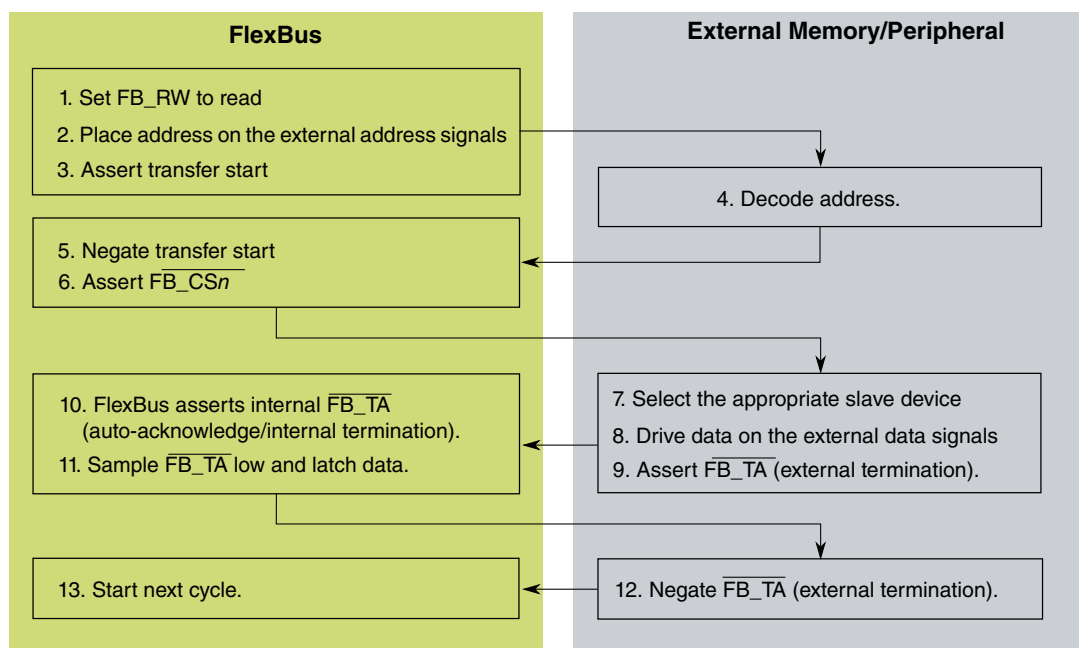 FlexBus
External Memory/Peripheral
1. Set FB_RW to read
2. Place address on the external address signals
3. Assert transfer start
4. Decode address.
5. Negate transfer start
6. Assert FB_CSn
7. Select the appropriate slave device
8. Drive data on the external data signals
9. Assert FB_TA (external termination).
10. FlexBus asserts internal FB_TA
(auto-acknowledge/internal termination).
11. Sample FB_TA low and latch data.
12. Negate FB_TA (external termination).
13. Start next cycle.